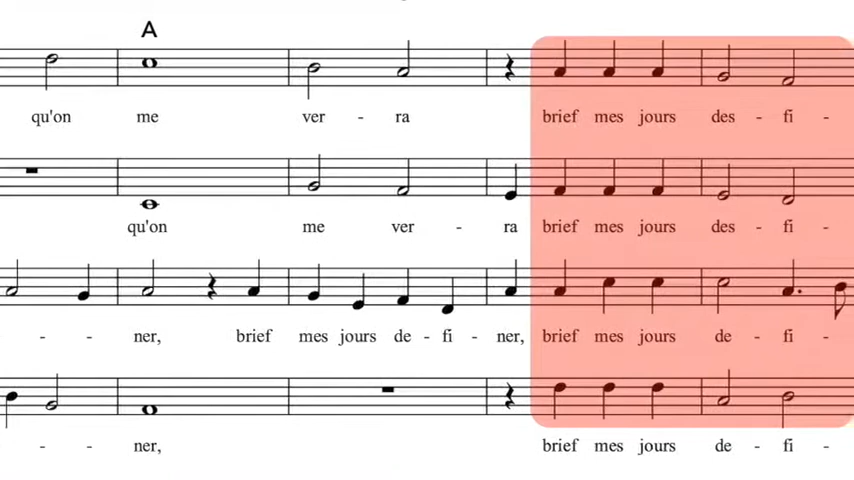 A
qu'on me ver - ra brief mes jours des - fi -
qu'on me ver - ra brief mes jours des - fi -
- - ner, brief mes jours de - fi - ner, brief mes jours de - fi -
- - ner, brief mes jours de - fi -